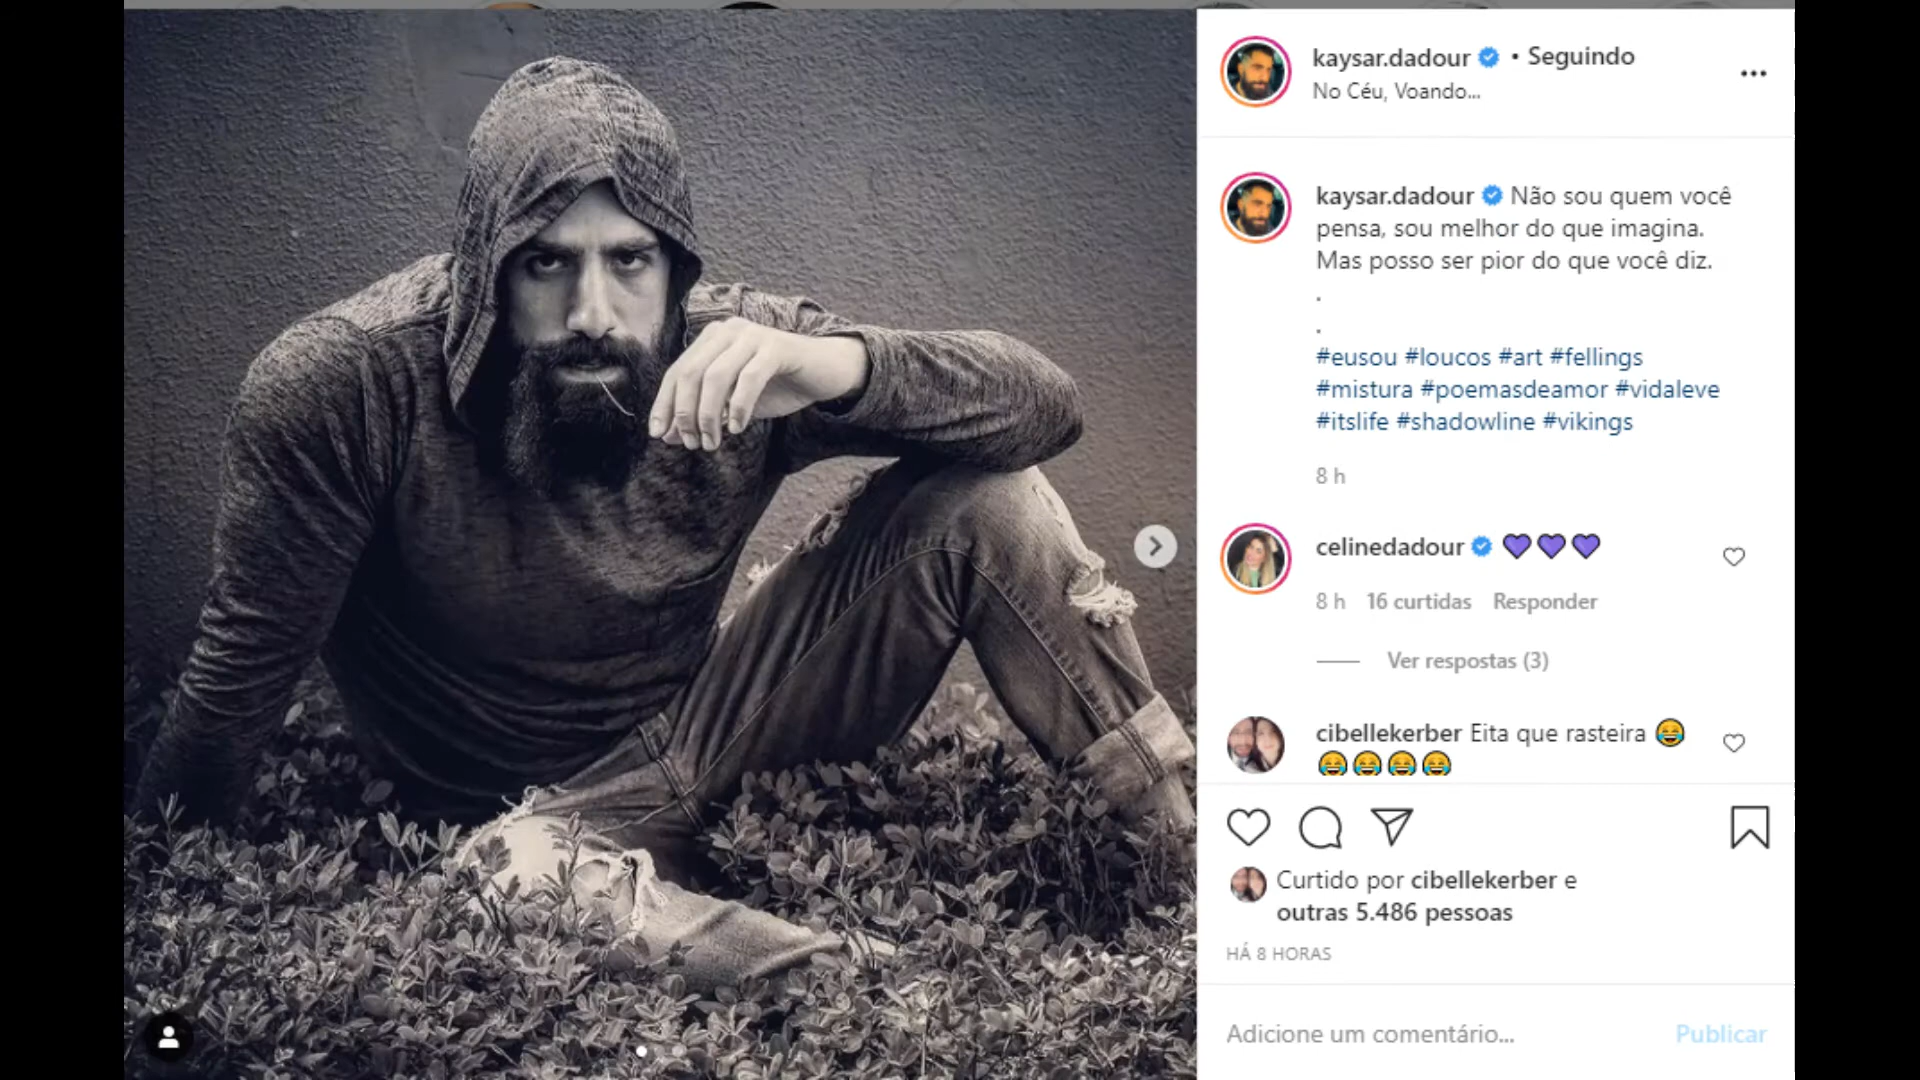 kaysar.dadour • Seguindo
No Céu, Voando...
kaysar.dadour Não sou quem você
pensa, sou melhor do que imagina.
Mas posso ser pior do que você diz.
.
.
#eusou #loucos #art #fellings
#mistura #poemasdeamor #vidaleve
#itslife #shadowline #vikings
8 h
celinedadour 💜💜💜
8 h 16 curtidas Responder
Ver respostas (3)
cibellekerber Eita que rasteira 😂
😂😂😂😂
Curtido por cibellekerber e
outras 5.486 pessoas
HÁ 8 HORAS
Adicione um comentário... Publicar